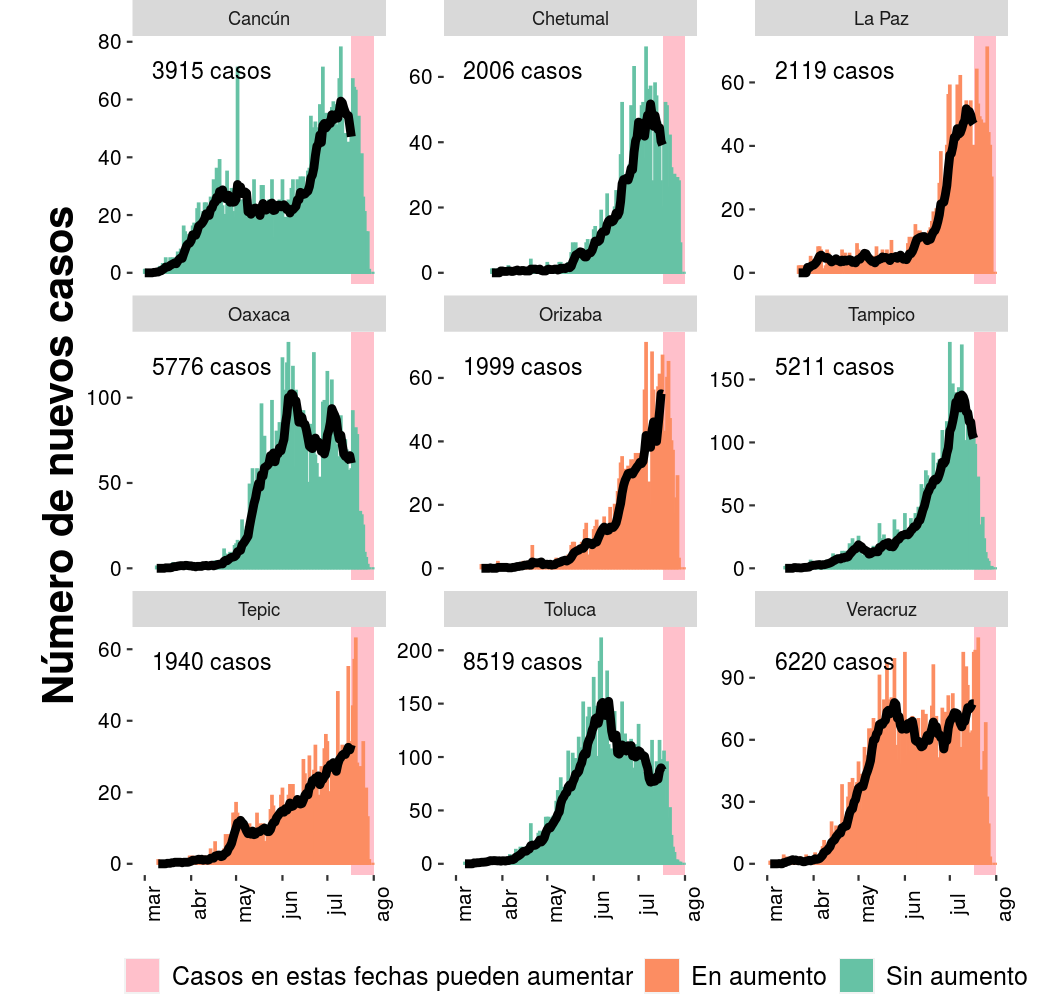 Número de nuevos casos
Cancún
Chetumal
La Paz
3915 casos
2006 casos
2119 casos
80
60
40
20
0
60
40
20
0
60
40
20
0
Oaxaca
Orizaba
Tampico
5776 casos
1999 casos
5211 casos
100
50
0
60
40
20
0
150
100
50
0
Tepic
Toluca
Veracruz
1940 casos
8519 casos
6220 casos
60
40
20
0
200
150
100
50
0
90
60
30
0
mar abr may jun jul ago
mar abr may jun jul ago
mar abr may jun jul ago
Casos en estas fechas pueden aumentar En aumento Sin aumento